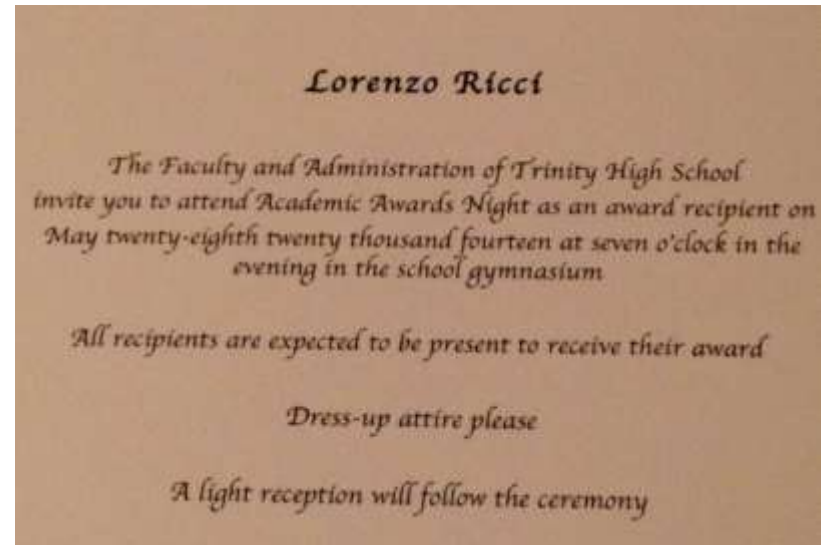 Lorenzo Ricci
The Faculty and Administration of Trinity High School
invite you to attend Academic Awards Night as an award recipient on
May twenty-eighth twenty thousand fourteen at seven o'clock in the
evening in the school gymnasium
All recipients are expected to be present to receive their award
Dress-up attire please
A light reception will follow the ceremony